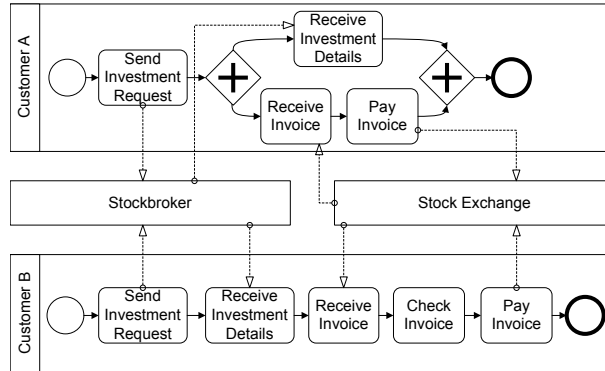 Customer A
Send
Investment
Request
Receive
Investment
Details
Receive
Invoice
Pay
Invoice
Stockbroker
Stock Exchange
Customer B
Send
Investment
Request
Receive
Investment
Details
Receive
Invoice
Check
Invoice
Pay
Invoice